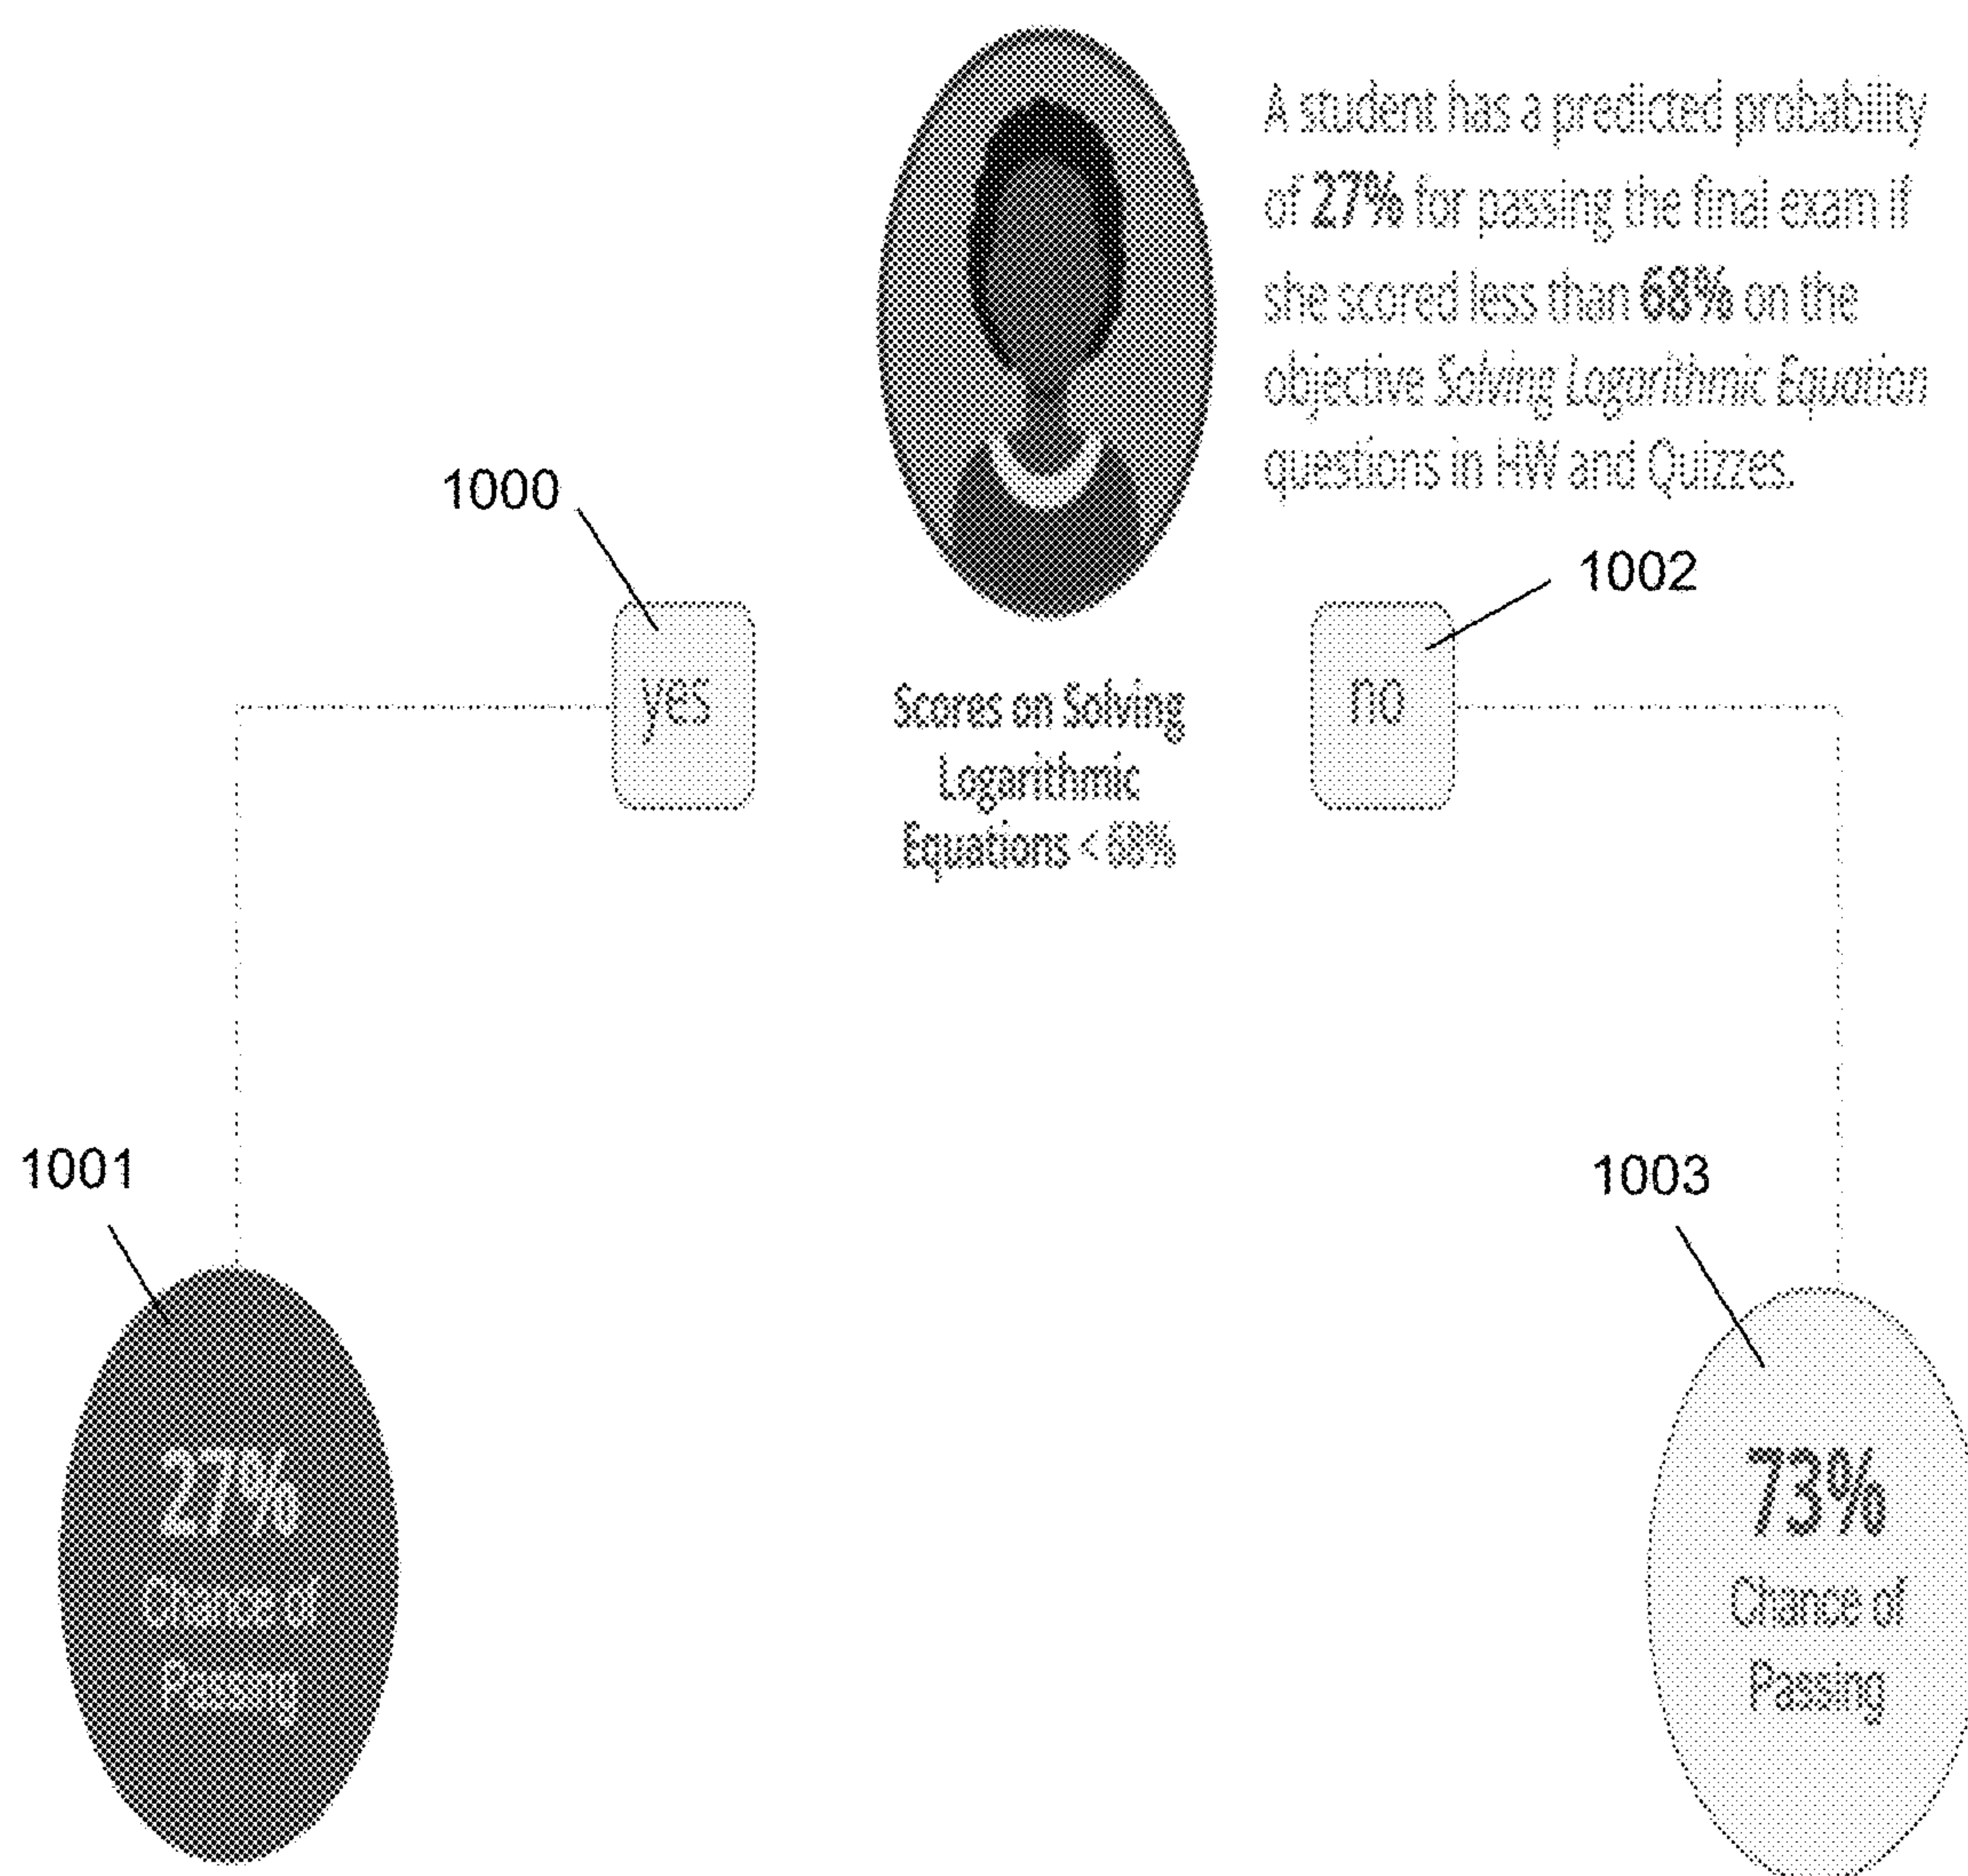 A student has a predicted probability
of 27% for passing the final exam if
she scored less than 68% on the
objective Solving Logarithmic Equation
questions in HW and Quizzes.
1000
1002
yes
Scores on Solving
Logarithmic
Equations < 68%
no
1001
1003
27%
Chance of
Passing
73%
Chance of
Passing